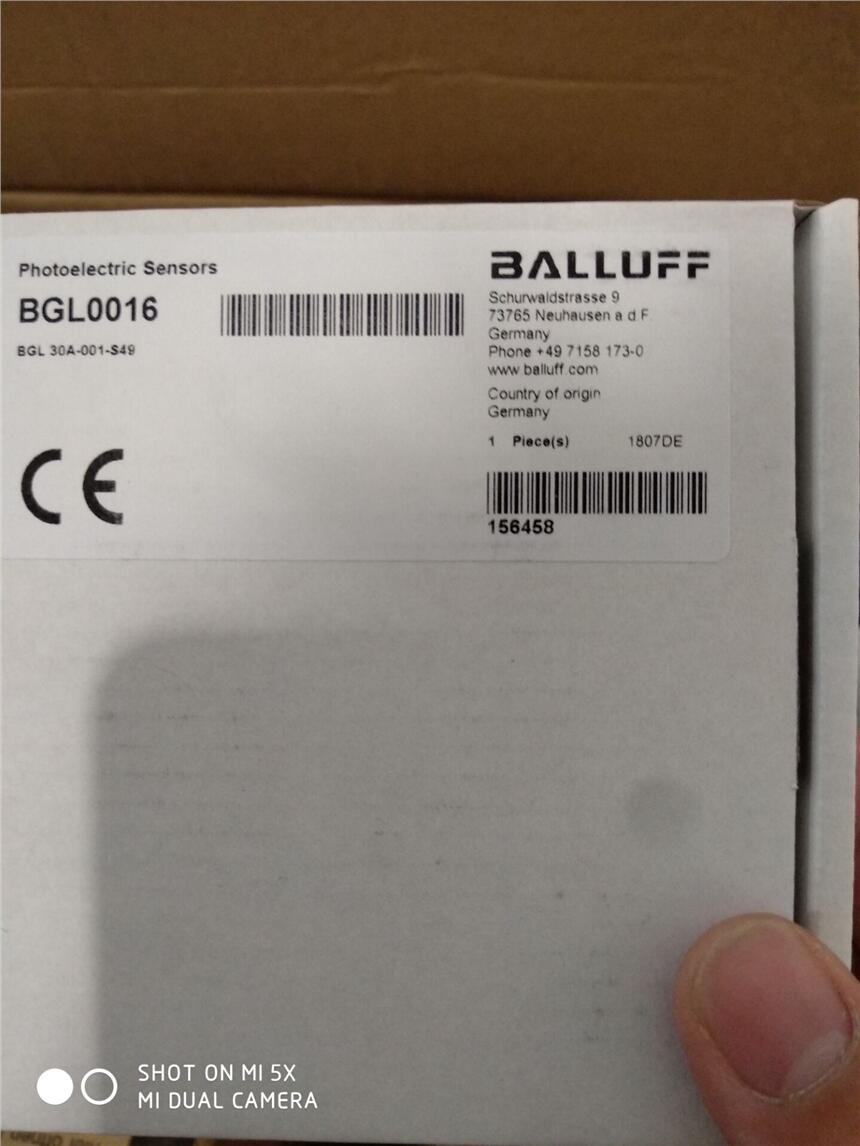 Photoelectric Sensors
BGL0016
BGL 30A-001-S49
BALLUFF
Schurwaldstrasse 9
73765 Neuhausen a d F.
Germany
Phone +49 7158 173-0
www balluff.com
Country of origin
Germany
1 Piece(s) 1807DE
156458
CE
SHOT ON MI 5X
MI DUAL CAMERA